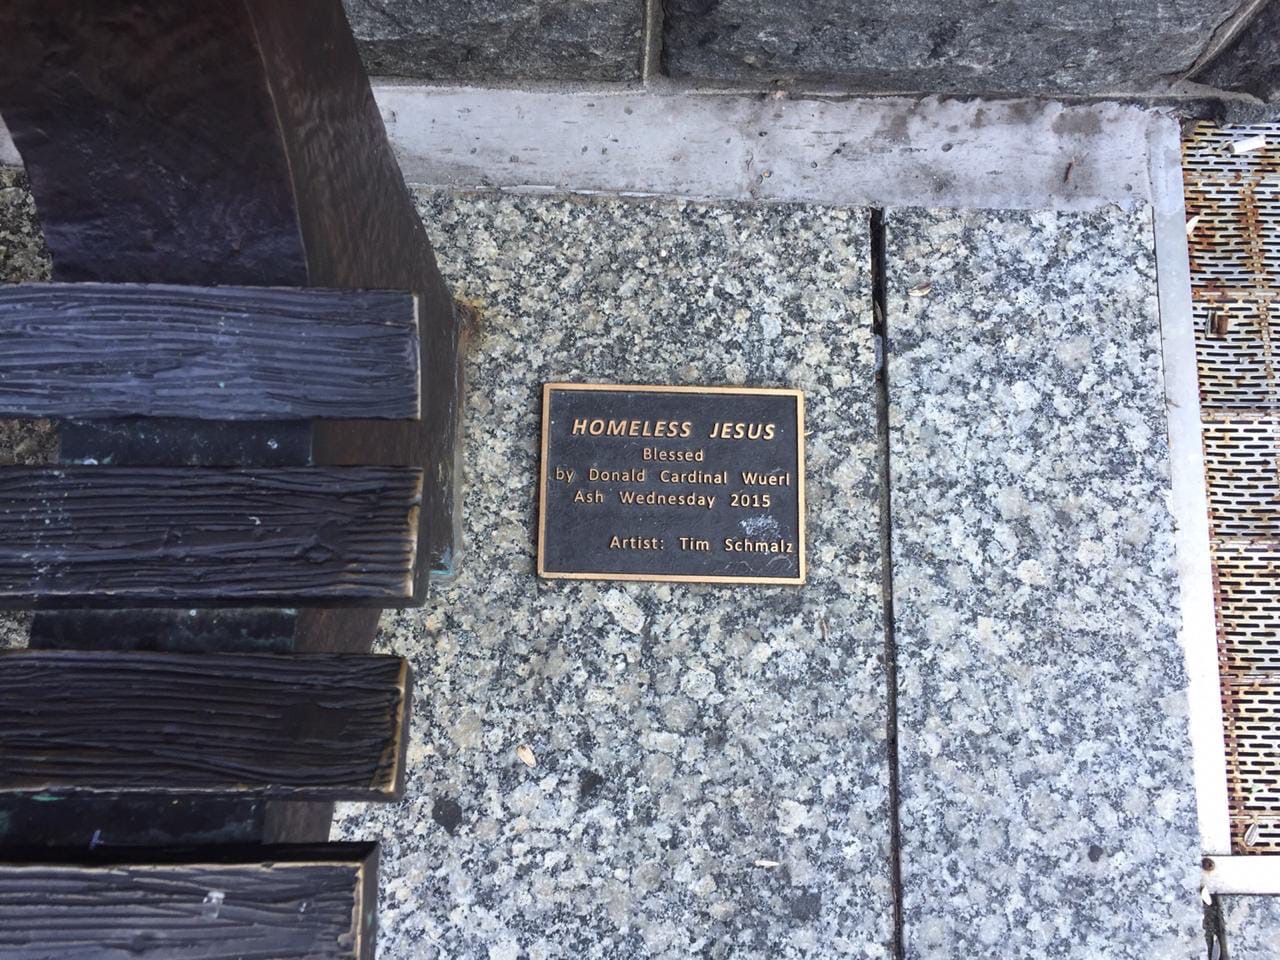 HOMELESS JESUS
Blessed
by Donald Cardinal Wuerl
Ash Wednesday 2015
Artist: Tim Schmalz